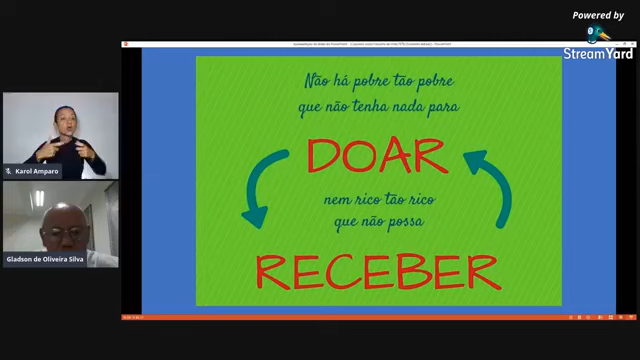 Powered by
StreamYard
Não há pobre tão pobre
que não tenha nada para
DOAR
nem rico tão rico
que não possa
RECEBER
Karol Amparo
Gladson de Oliveira Silva